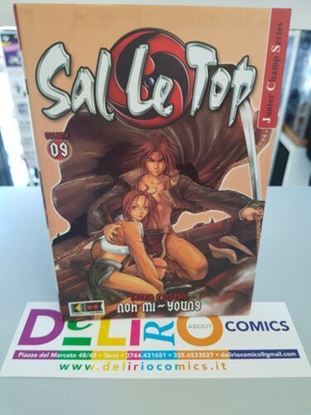 Sal Le Top
Junior Champ Series
VOLUME
09
noh mi-young
DELIRIO
ABOUT
COMICS
Piazza del Mercato 48/49 • Terni • 0744.431651 • 335.6533527 • deliriocomics@gmail.com
www.deliriocomics.it